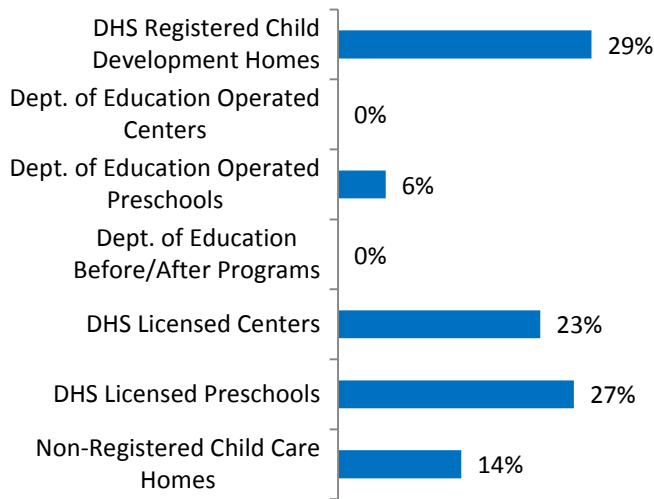 DHS Registered Child
Development Homes
29%
Dept. of Education Operated
Centers
0%
Dept. of Education Operated
Preschools
6%
Dept. of Education
Before/After Programs
0%
DHS Licensed Centers
23%
DHS Licensed Preschools
27%
Non-Registered Child Care
Homes
14%